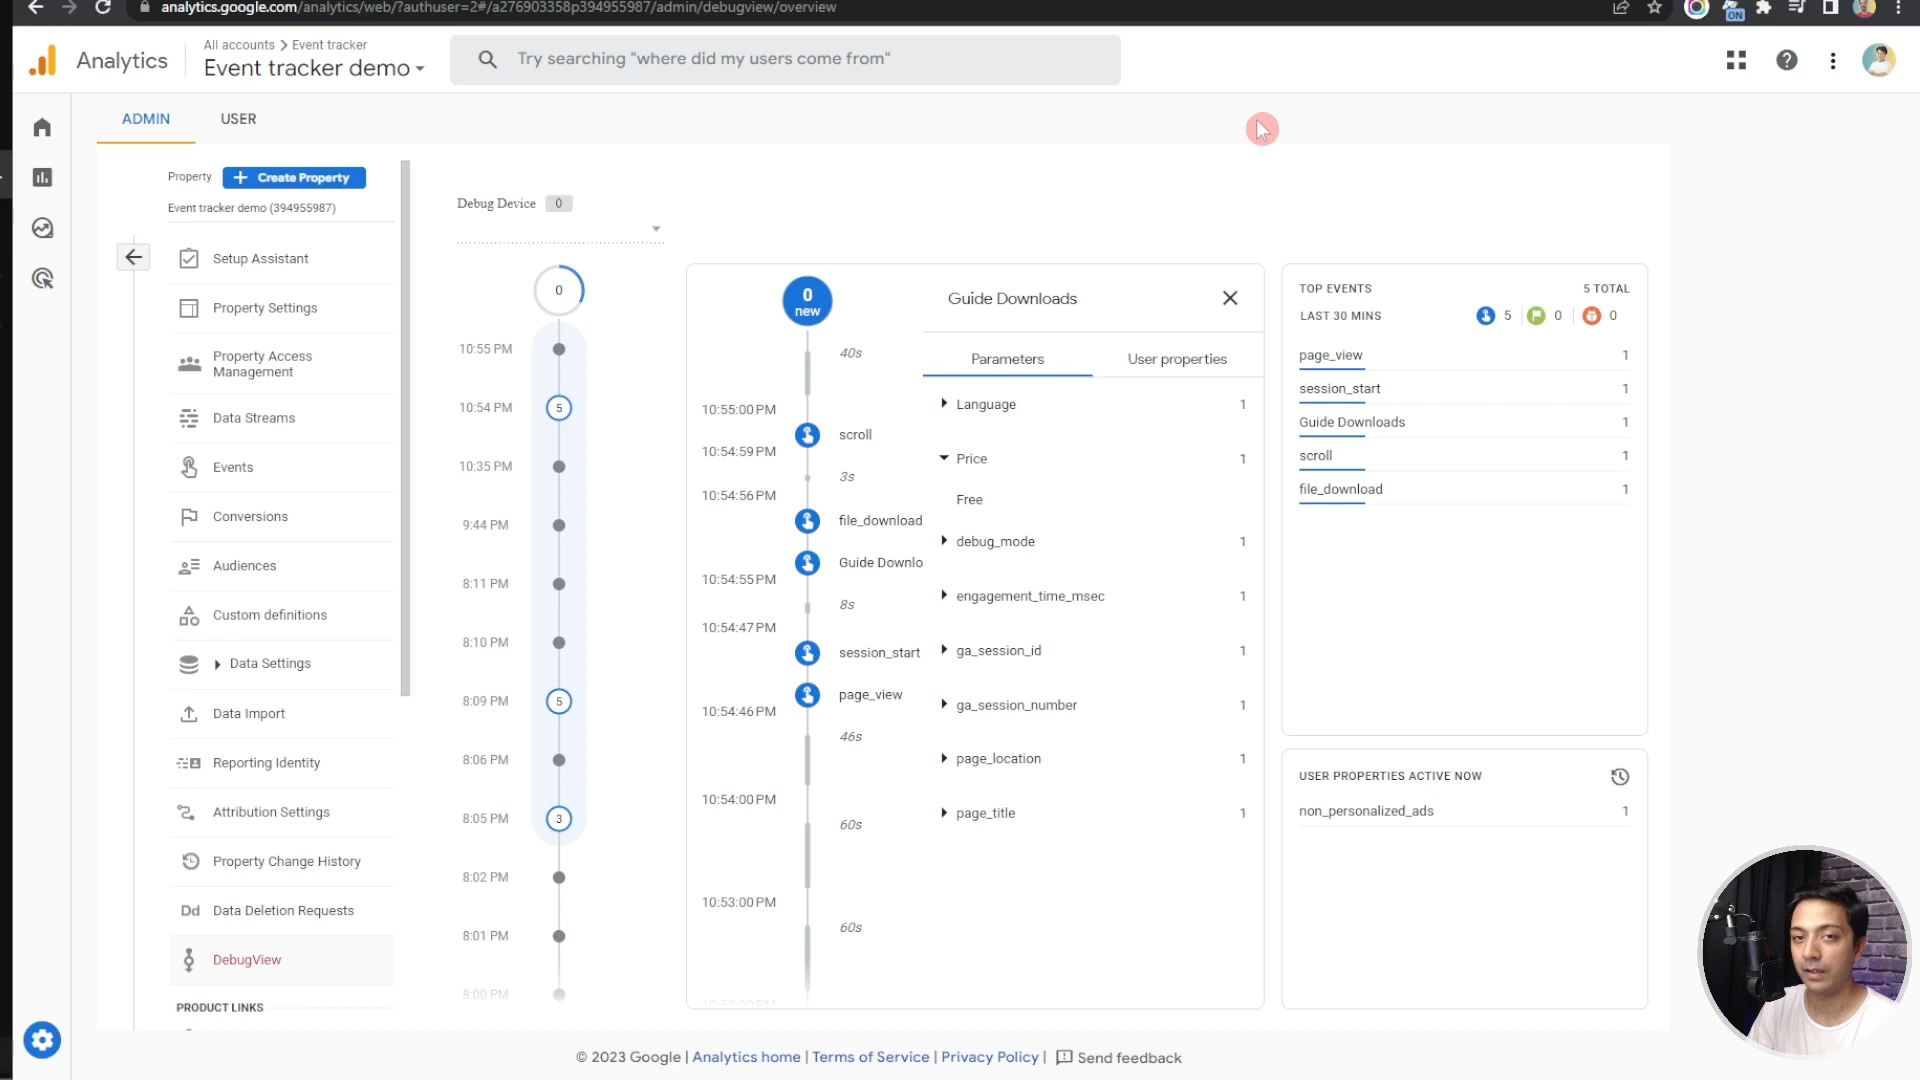 analytics.google.com/analytics/web/?authuser=2#/a276903358p394955987/admin/debugview/overview
ON
Analytics
All accounts > Event tracker
Event tracker demo
Try searching "where did my users come from"
ADMIN
USER
Property
Create Property
Event tracker demo (394955987)
Setup Assistant
Property Settings
Property Access
Management
Data Streams
Events
Conversions
Audiences
Custom definitions
Data Settings
Data Import
Reporting Identity
Attribution Settings
Property Change History
Dd Data Deletion Requests
DebugView
PRODUCT LINKS
Debug Device 0
0
10:55 PM
10:54 PM 5
10:35 PM
9:44 PM
8:11 PM
8:10 PM
8:09 PM 5
8:06 PM
8:05 PM 3
8:02 PM
8:01 PM
8:00 PM
0
new
40s
10:55:00 PM
scroll
10:54:59 PM
3s
10:54:56 PM
file_download
Guide Downlo
10:54:55 PM
8s
10:54:47 PM
session_start
page_view
10:54:46 PM
46s
10:54:00 PM
60s
10:53:00 PM
60s
Guide Downloads
Parameters
User properties
Language 1
Price 1
Free
debug_mode 1
engagement_time_msec 1
ga_session_id 1
ga_session_number 1
page_location 1
page_title 1
TOP EVENTS 5 TOTAL
LAST 30 MINS 5 0 0
page_view 1
session_start 1
Guide Downloads 1
scroll 1
file_download 1
USER PROPERTIES ACTIVE NOW
non_personalized_ads 1
© 2023 Google | Analytics home | Terms of Service | Privacy Policy | Send feedback